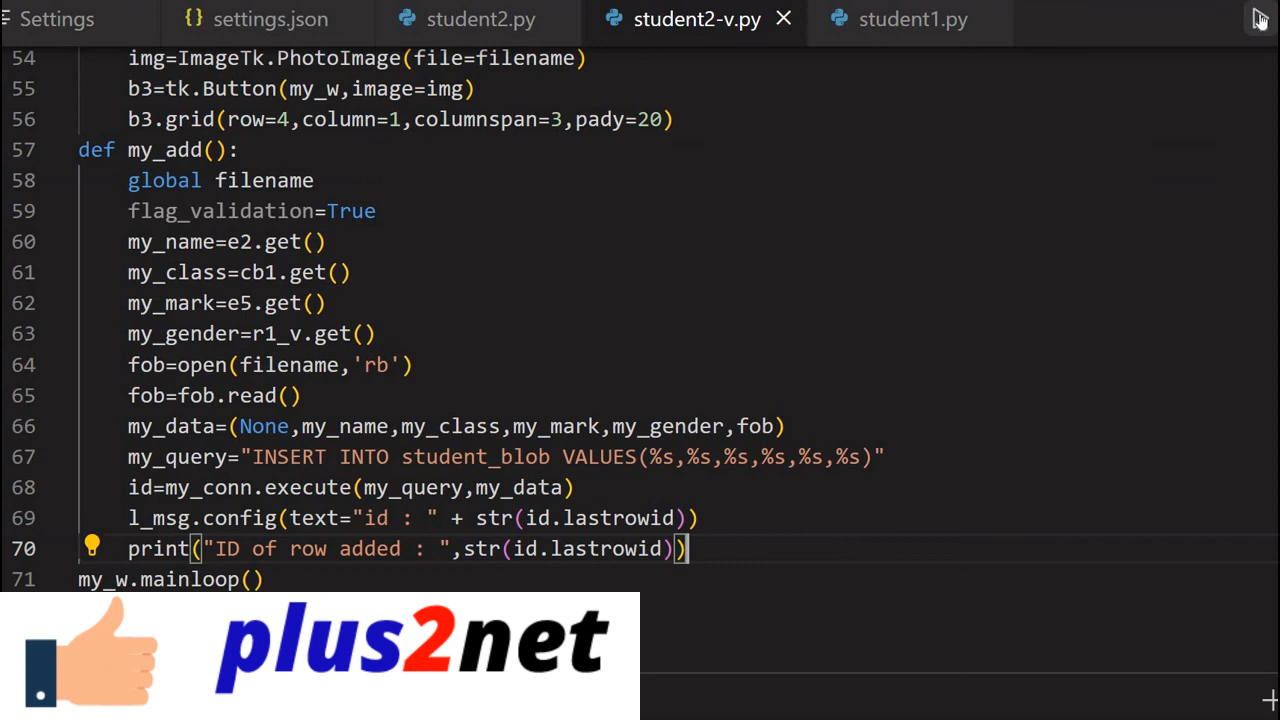 Settings
{} settings.json
student2.py
student2-v.py
student1.py
54 img=ImageTk.PhotoImage(file=filename)
55 b3=tk.Button(my_w,image=img)
56 b3.grid(row=4,column=1,columnspan=3,pady=20)
57 def my_add():
58 global filename
59 flag_validation=True
60 my_name=e2.get()
61 my_class=cb1.get()
62 my_mark=e5.get()
63 my_gender=r1_v.get()
64 fob=open(filename,'rb')
65 fob=fob.read()
66 my_data=(None,my_name,my_class,my_mark,my_gender,fob)
67 my_query="INSERT INTO student_blob VALUES(%s,%s,%s,%s,%s,%s)"
68 id=my_conn.execute(my_query,my_data)
69 l_msg.config(text="id : " + str(id.lastrowid))
70 print("ID of row added : ",str(id.lastrowid))
71 my_w.mainloop()
plus2net